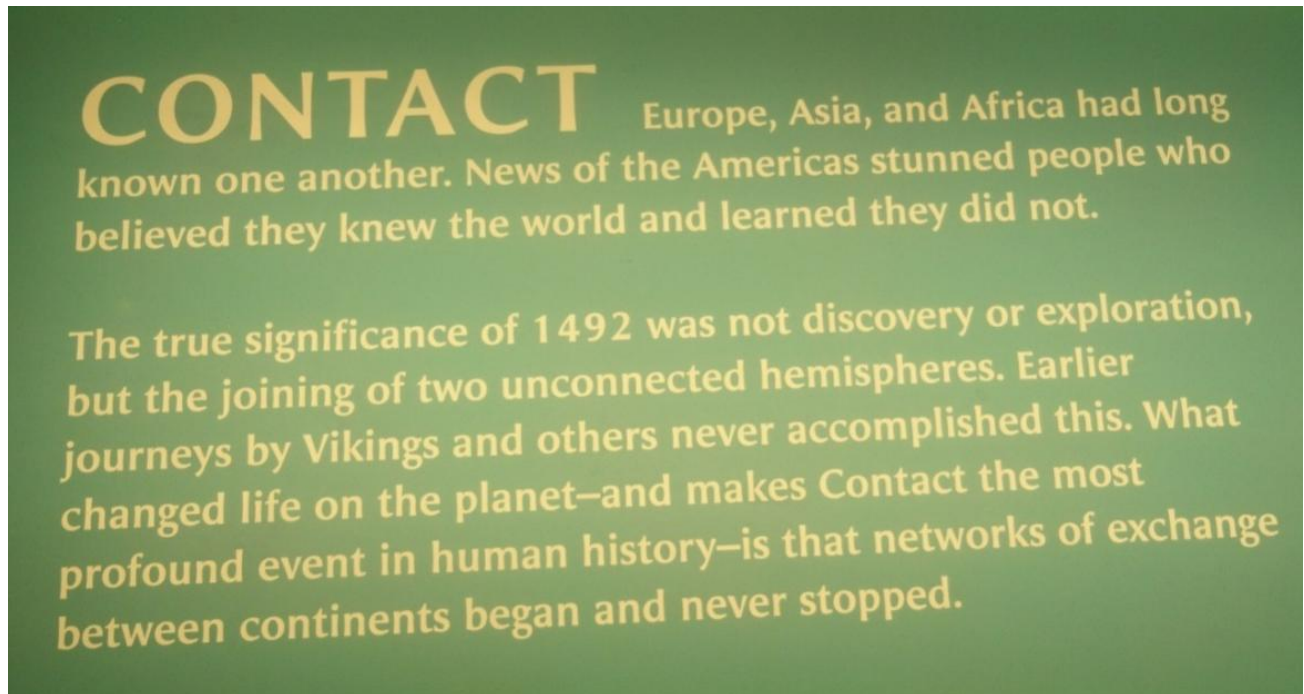 CONTACT Europe, Asia, and Africa had long
known one another. News of the Americas stunned people who
believed they knew the world and learned they did not.
The true significance of 1492 was not discovery or exploration,
but the joining of two unconnected hemispheres. Earlier
journeys by Vikings and others never accomplished this. What
changed life on the planet—and makes Contact the most
profound event in human history—is that networks of exchange
between continents began and never stopped.